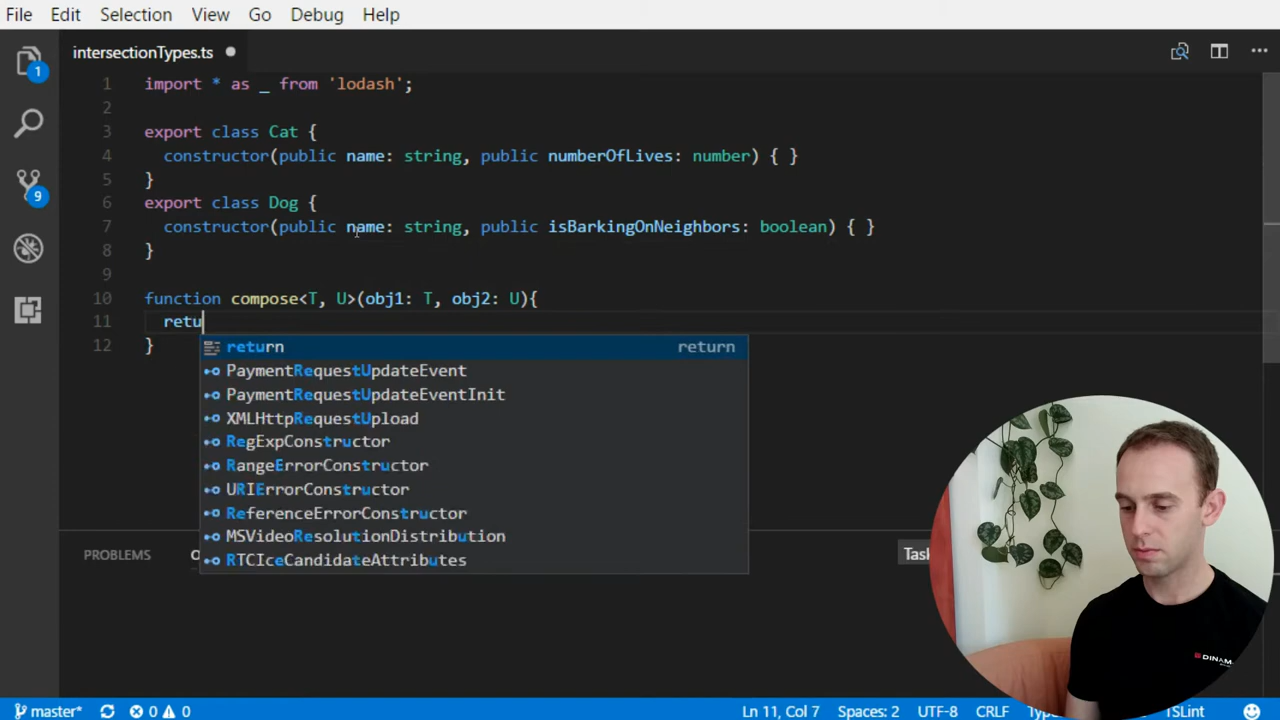 File Edit Selection View Go Debug Help
intersectionTypes.ts
1 import * as _ from 'lodash';
2
3 export class Cat {
4 constructor(public name: string, public numberOfLives: number) { }
5 }
6 export class Dog {
7 constructor(public name: string, public isBarkingOnNeighbors: boolean) { }
8 }
9
10 function compose<T, U>(obj1: T, obj2: U){
11 retu
12 }
return return
PaymentRequestUpdateEvent
PaymentRequestUpdateEventInit
XMLHttpRequestUpload
RegExpConstructor
RangeErrorConstructor
URIErrorConstructor
ReferenceErrorConstructor
MSVideoResolutionDistribution
RTCIceCandidateAttributes
1
9
PROBLEMS O Task
DINAM
master* 0 0 Ln 11, Col 7 Spaces: 2 UTF-8 CRLF TSLint